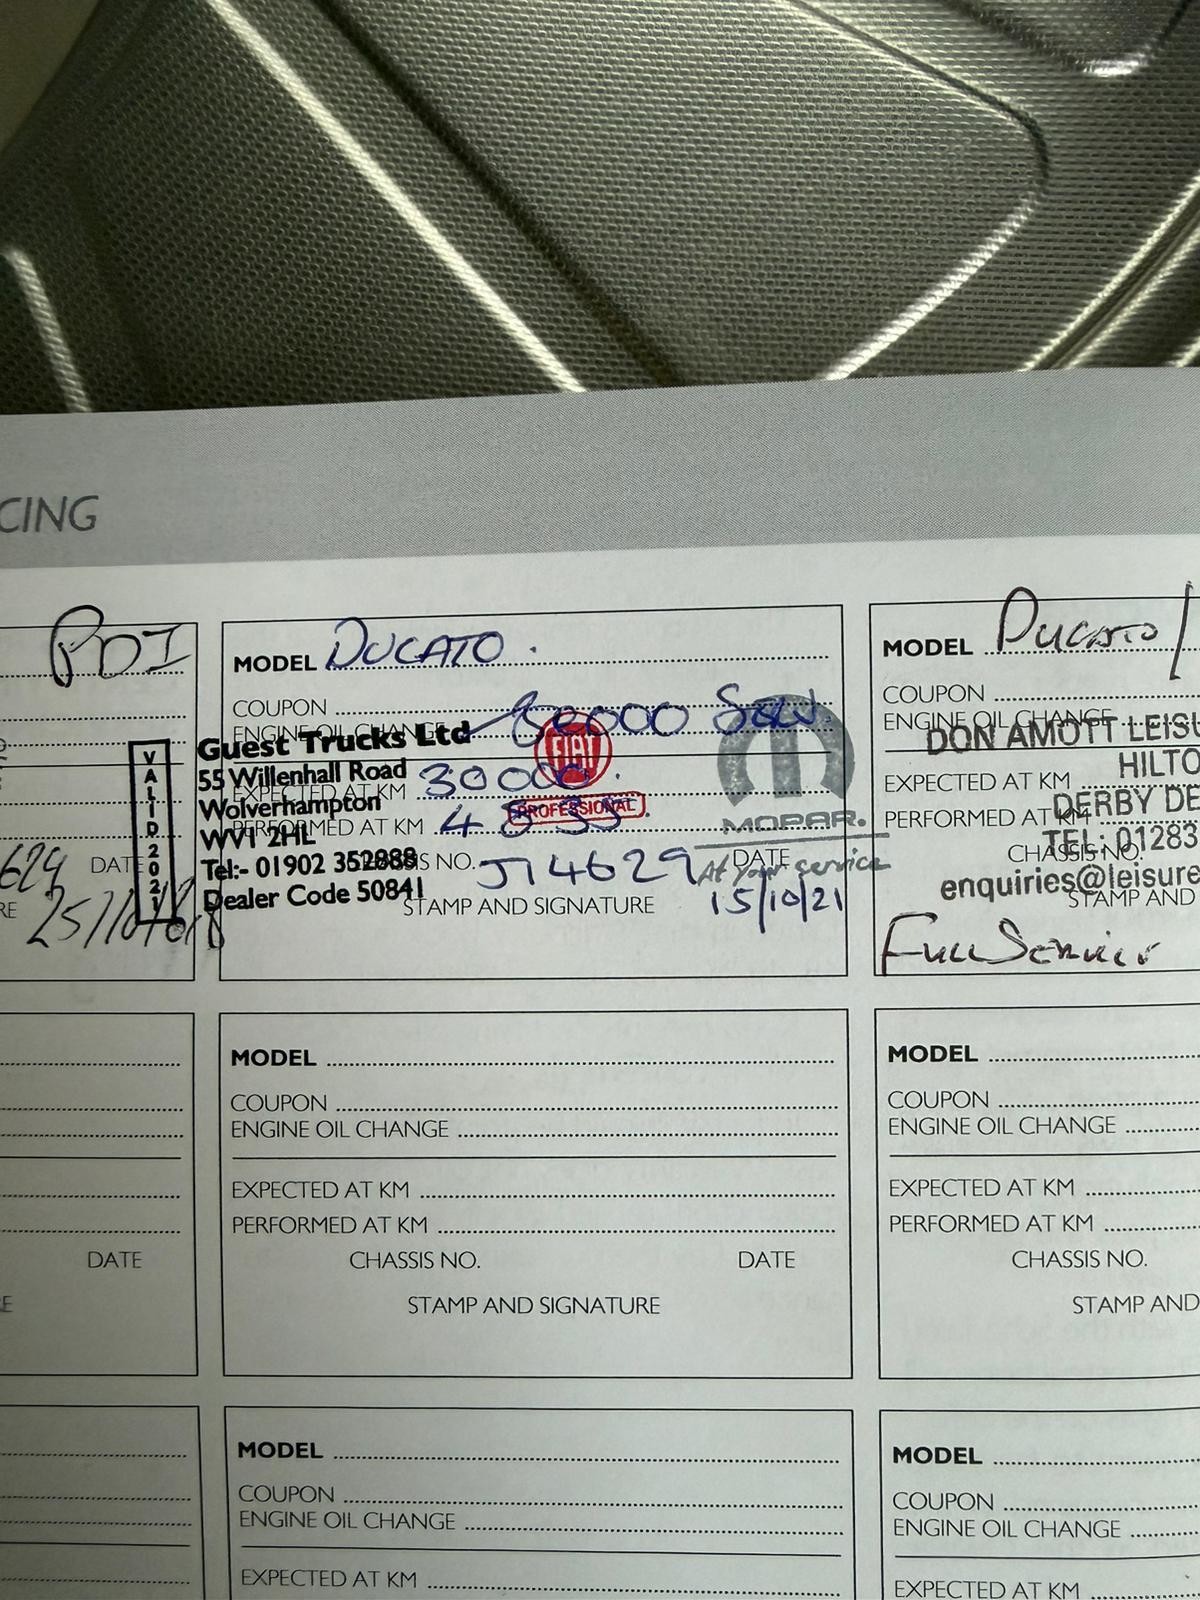 CING
PDI
DATE
25/10/
VALID 2021
MODEL DUCATO.
COUPON
ENGINE OIL CHANGE
000
Guest Trucks Ltd
55 Willenhall Road
Wolverhampton
WV1 2HL
Tel:- 01902 352888
Dealer Code 50841
FIAT
PROFESSIONAL
EXPECTED AT KM 30000.
PERFORMED AT KM
MOPAR.
At your service
CHASSIS NO. J14629
DATE
15/10/21
STAMP AND SIGNATURE
MODEL Ducato
COUPON
ENGINE OIL CHANGE
DON AMOTT LEISU
HILTO
EXPECTED AT KM
DERBY DE
PERFORMED AT KM
TEL: 01283
CHASSIS NO.
enquiries@leisure
STAMP AND
Full Service
DATE
MODEL
COUPON
ENGINE OIL CHANGE
EXPECTED AT KM
PERFORMED AT KM
CHASSIS NO. DATE
STAMP AND SIGNATURE
MODEL
COUPON
ENGINE OIL CHANGE
EXPECTED AT KM
PERFORMED AT KM
CHASSIS NO.
STAMP AND
MODEL
COUPON
ENGINE OIL CHANGE
EXPECTED AT KM
MODEL
COUPON
ENGINE OIL CHANGE
EXPECTED AT KM